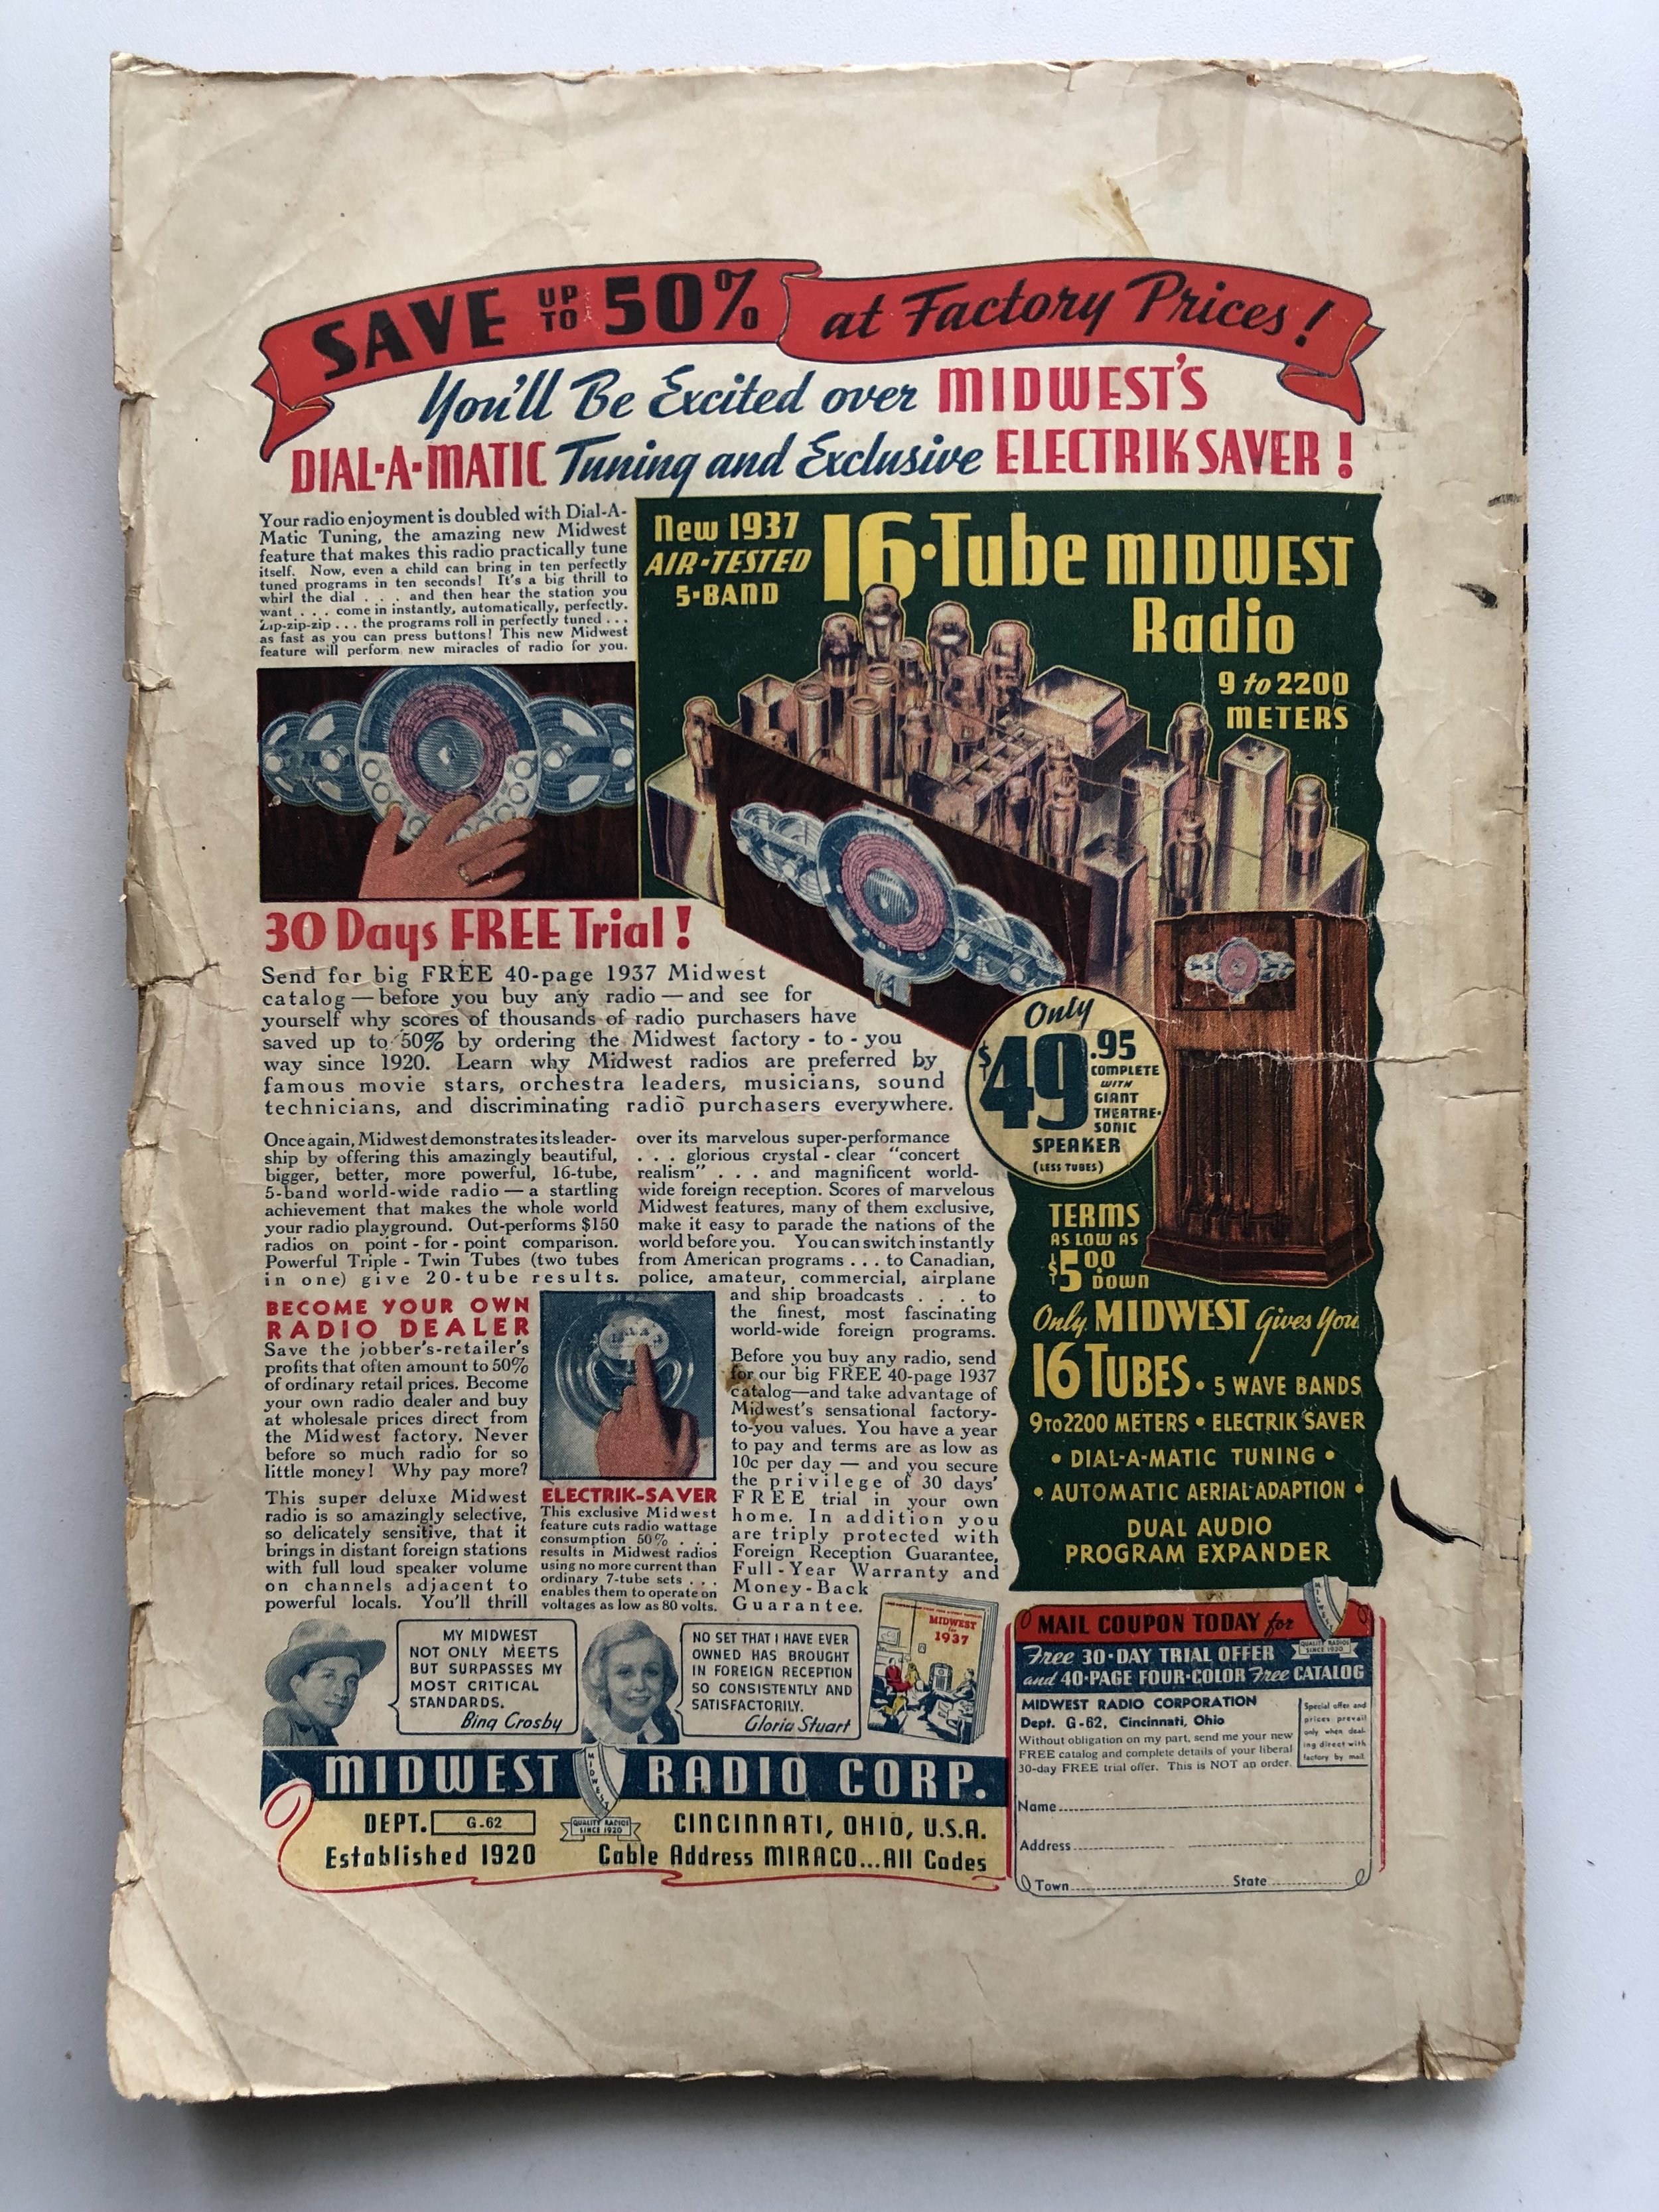 SAVE UP TO 50% at Factory Prices!
You'll Be Excited over MIDWEST'S
DIAL-A-MATIC Tuning and Exclusive ELECTRIK SAVER!
Your radio enjoyment is doubled with Dial-A-
Matic Tuning, the amazing new Midwest
feature that makes this radio practically tune
itself. Now, even a child can bring in ten perfectly
tuned programs in ten seconds! It's a big thrill to
whirl the dial . . . and then hear the station you
want . . . come in instantly, automatically, perfectly.
Zip-zip-zip . . . the programs roll in perfectly tuned . . .
as fast as you can press buttons! This new Midwest
feature will perform new miracles of radio for you.
New 1937
AIR-TESTED
5-BAND
16-Tube MIDWEST
Radio
9 to 2200
METERS
30 Days FREE Trial!
Send for big FREE 40-page 1937 Midwest
catalog — before you buy any radio — and see for
yourself why scores of thousands of radio purchasers have
saved up to 50% by ordering the Midwest factory - to - you
way since 1920. Learn why Midwest radios are preferred by
famous movie stars, orchestra leaders, musicians, sound
technicians, and discriminating radio purchasers everywhere.
Only
$49.95
COMPLETE
WITH
GIANT
THEATRE-
SONIC
SPEAKER
(LESS TUBES)
Once again, Midwest demonstrates its leader-
ship by offering this amazingly beautiful,
bigger, better, more powerful, 16-tube,
5-band world-wide radio — a startling
achievement that makes the whole world
your radio playground. Out-performs $150
radios on point - for - point comparison.
Powerful Triple - Twin Tubes (two tubes
in one) give 20-tube results.
BECOME YOUR OWN
RADIO DEALER
Save the jobber's-retailer's
profits that often amount to 50%
of ordinary retail prices. Become
your own radio dealer and buy
at wholesale prices direct from
the Midwest factory. Never
before so much radio for so
little money! Why pay more?
This super deluxe Midwest
radio is so amazingly selective,
so delicately sensitive, that it
brings in distant foreign stations
with full loud speaker volume
on channels adjacent to
powerful locals. You'll thrill
over its marvelous super-performance
. . . glorious crystal - clear "concert
realism" . . . and magnificent world-
wide foreign reception. Scores of marvelous
Midwest features, many of them exclusive,
make it easy to parade the nations of the
world before you. You can switch instantly
from American programs . . . to Canadian,
police, amateur, commercial, airplane
and ship broadcasts . . . to
the finest, most fascinating
world-wide foreign programs.
Before you buy any radio, send
for our big FREE 40-page 1937
catalog—and take advantage of
Midwest's sensational factory-
to-you values. You have a year
to pay and terms are as low as
10c per day — and you secure
the privilege of 30 days'
FREE trial in your own
home. In addition you
are triply protected with
Foreign Reception Guarantee,
Full - Year Warranty and
Money - Back
Guarantee.
ELECTRIK-SAVER
This exclusive Midwest
feature cuts radio wattage
consumption 50% . . .
results in Midwest radios
using no more current than
ordinary 7-tube sets . . .
enables them to operate on
voltages as low as 80 volts.
TERMS
AS LOW AS
$5.00
DOWN
Only MIDWEST Gives You
16 TUBES • 5 WAVE BANDS
9 TO 2200 METERS • ELECTRIK SAVER
• DIAL-A-MATIC TUNING •
• AUTOMATIC AERIAL ADAPTION •
DUAL AUDIO
PROGRAM EXPANDER
MY MIDWEST
NOT ONLY MEETS
BUT SURPASSES MY
MOST CRITICAL
STANDARDS.
Bing Crosby
NO SET THAT I HAVE EVER
OWNED HAS BROUGHT
IN FOREIGN RECEPTION
SO CONSISTENTLY AND
SATISFACTORILY.
Gloria Stuart
MIDWEST
for
1937
MIDWEST
MIDWEST RADIO CORP.
DEPT. G-62
QUALITY RADIOS
SINCE 1920
CINCINNATI, OHIO, U.S.A.
Established 1920
Cable Address MIRACO...All Codes
MIDWEST
QUALITY RADIOS
SINCE 1920
MAIL COUPON TODAY for
Free 30-DAY TRIAL OFFER
and 40-PAGE FOUR-COLOR Free CATALOG
MIDWEST RADIO CORPORATION
Dept. G-62, Cincinnati, Ohio
Without obligation on my part, send me your new
FREE catalog and complete details of your liberal
30-day FREE trial offer. This is NOT an order.
Special offer and
prices prevail
only when deal-
ing direct with
factory by mail.
Name
Address
Town State